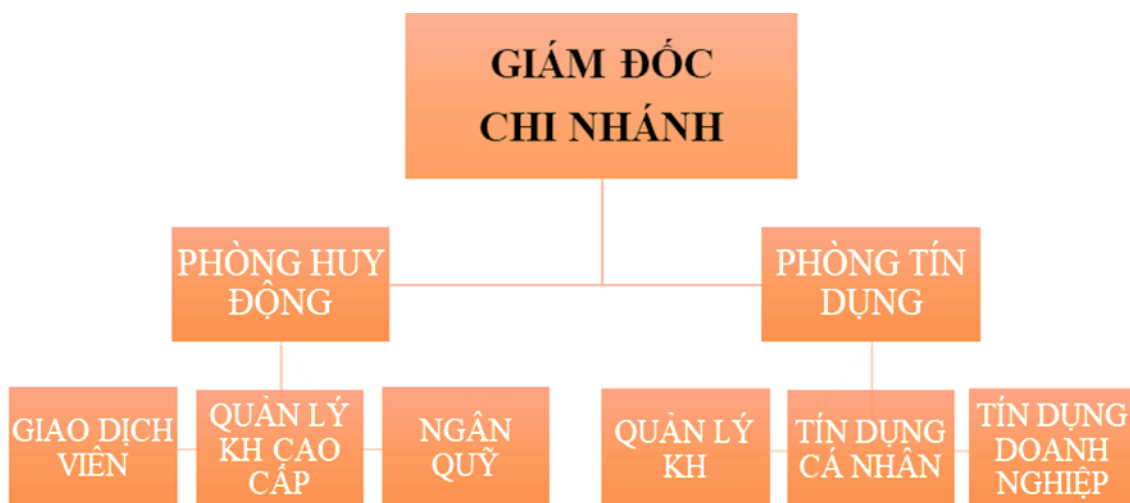 GIÁM ĐỐC
CHI NHÁNH
PHÒNG HUY
ĐỘNG
PHÒNG TÍN
DỤNG
GIAO DỊCH
VIÊN
QUẢN LÝ
KH CAO
CẤP
NGÂN
QUỸ
QUẢN LÝ
KH
TÍN DỤNG
CÁ NHÂN
TÍN DỤNG
DOANH
NGHIỆP